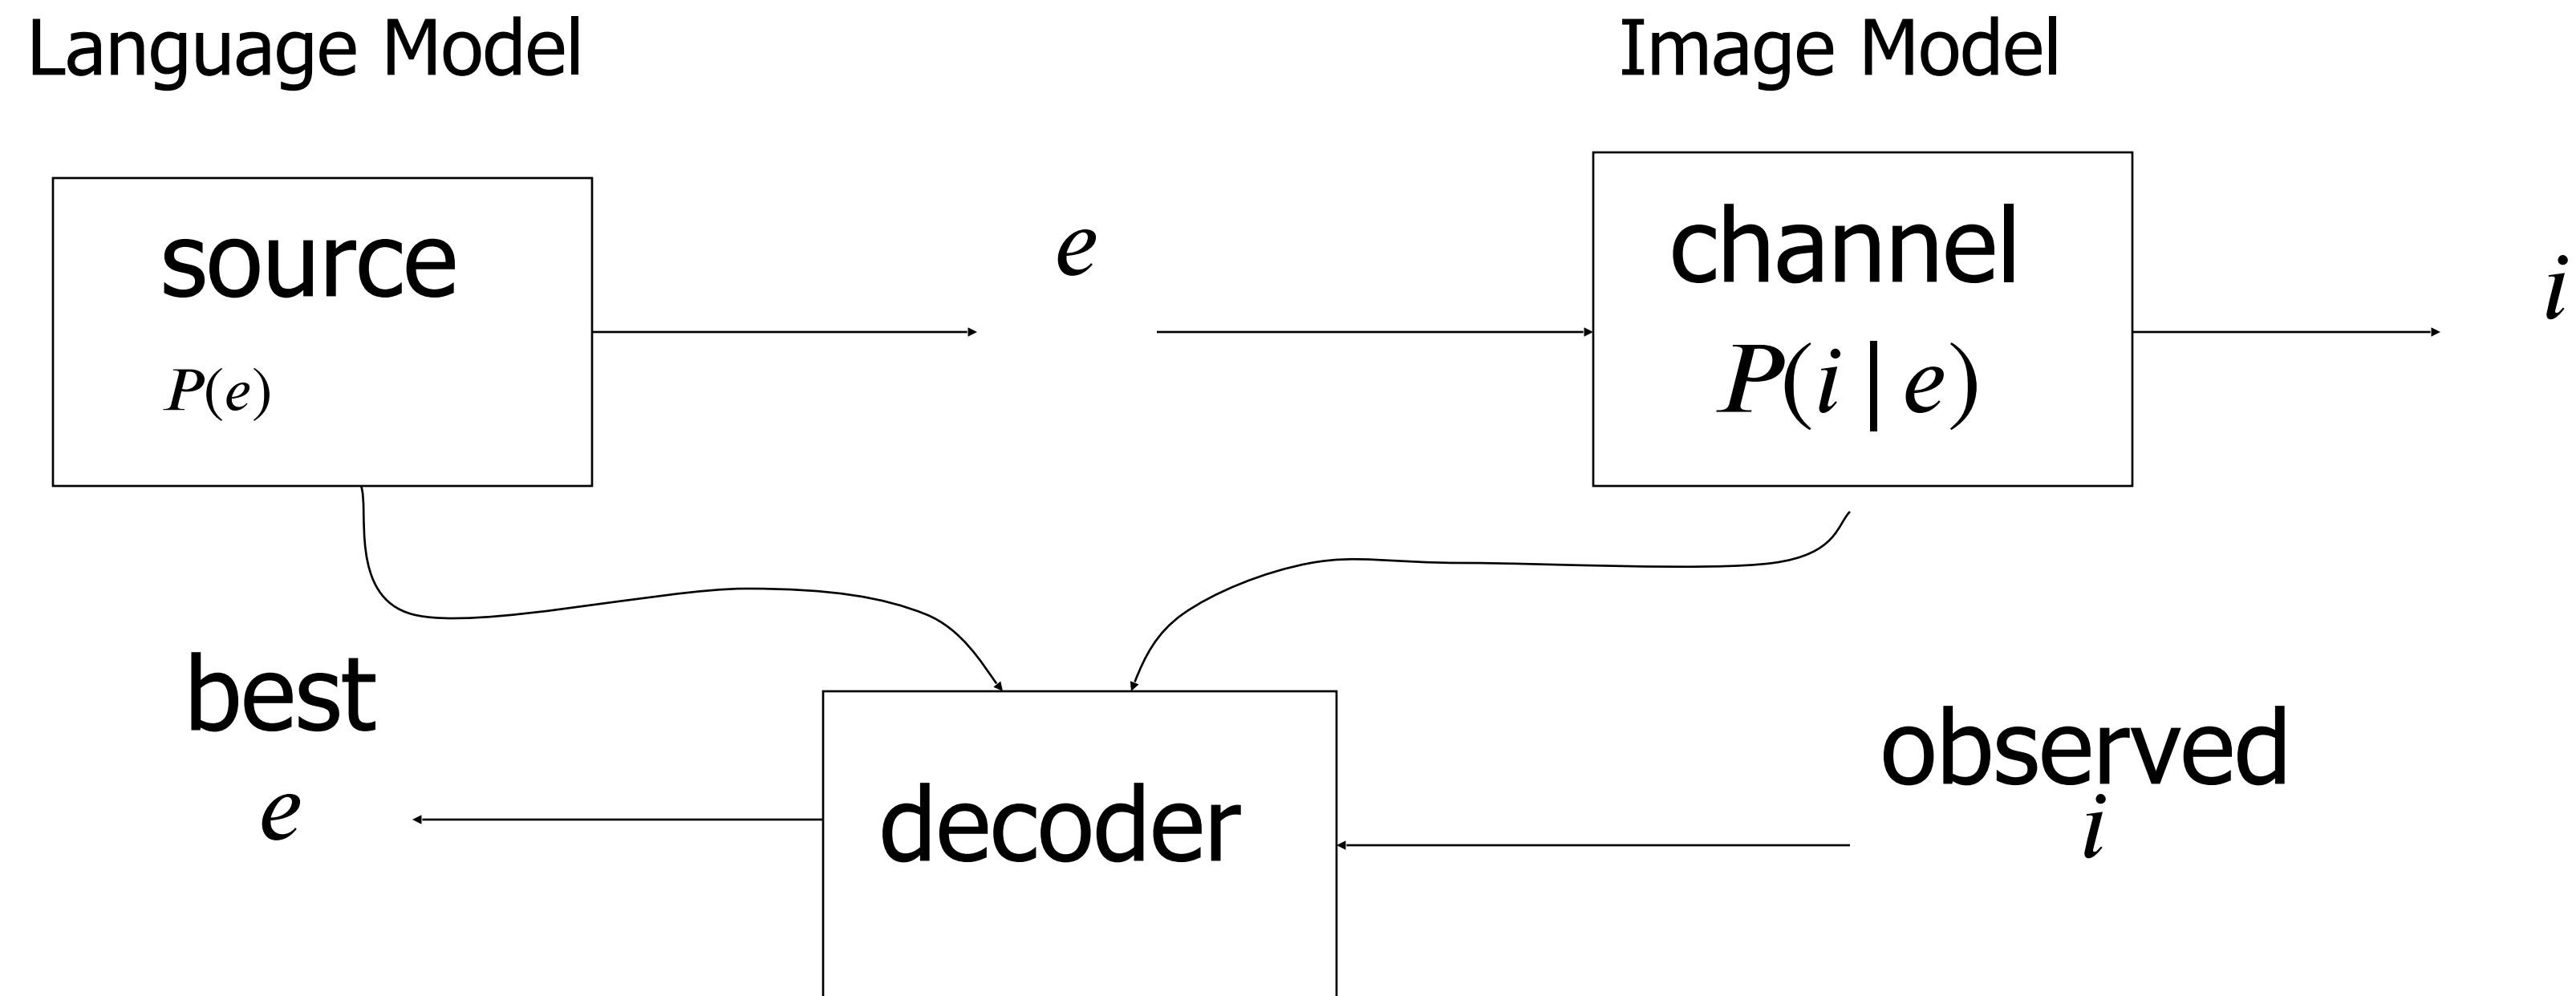 Language Model
Image Model
source
P(e)
e
channel
P(i | e)
i
best
e
decoder
observed
i